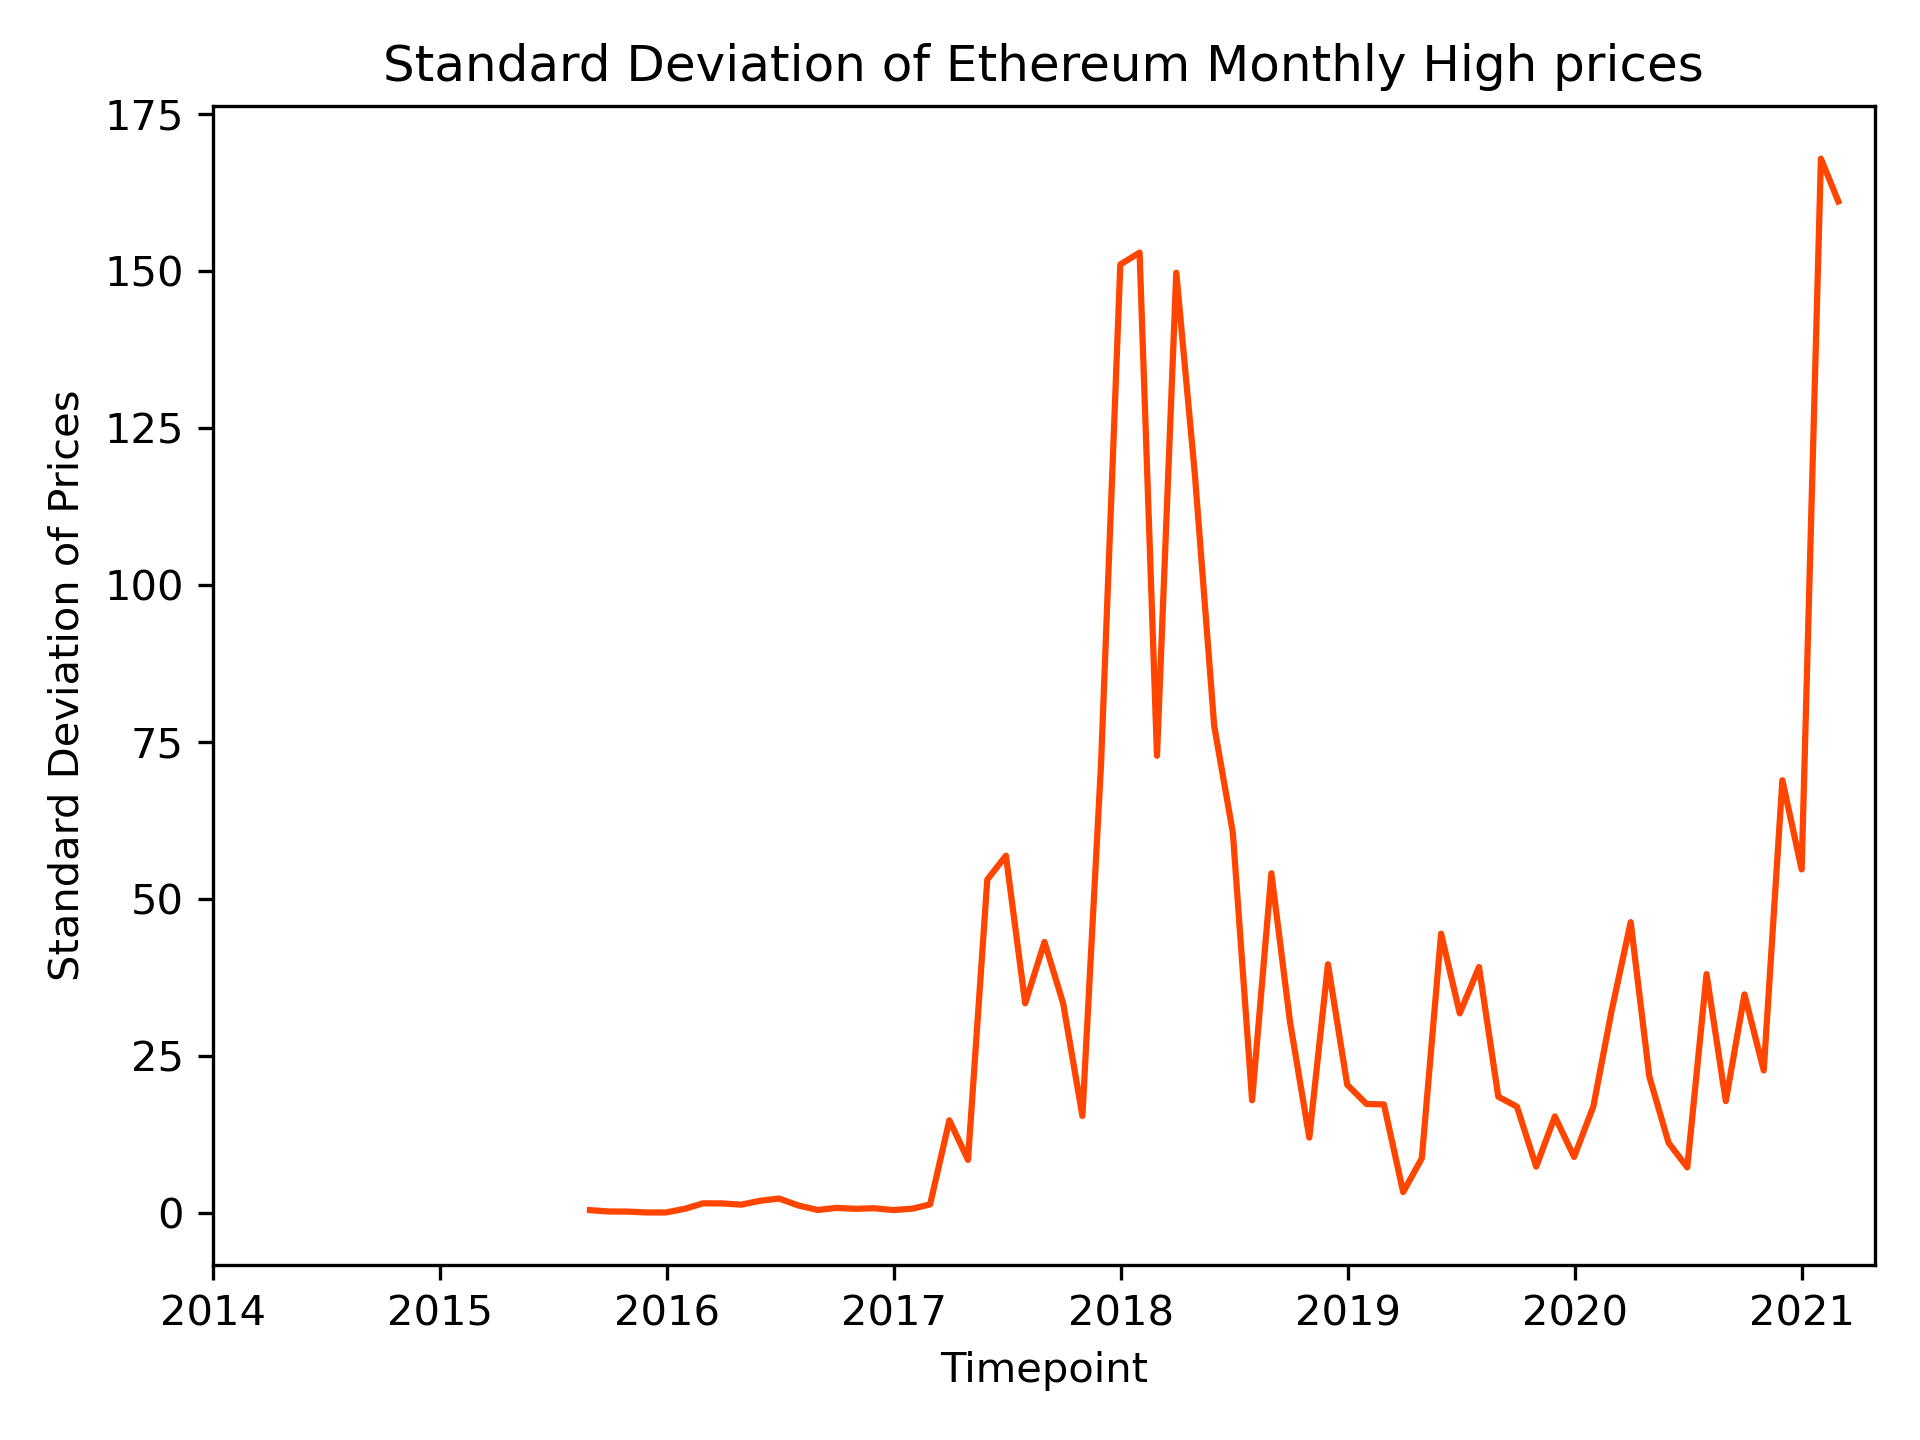 Standard Deviation of Ethereum Monthly High prices
175
150
125
100
75
50
25
0
Standard Deviation of Prices
2014 2015 2016 2017 2018 2019 2020 2021
Timepoint